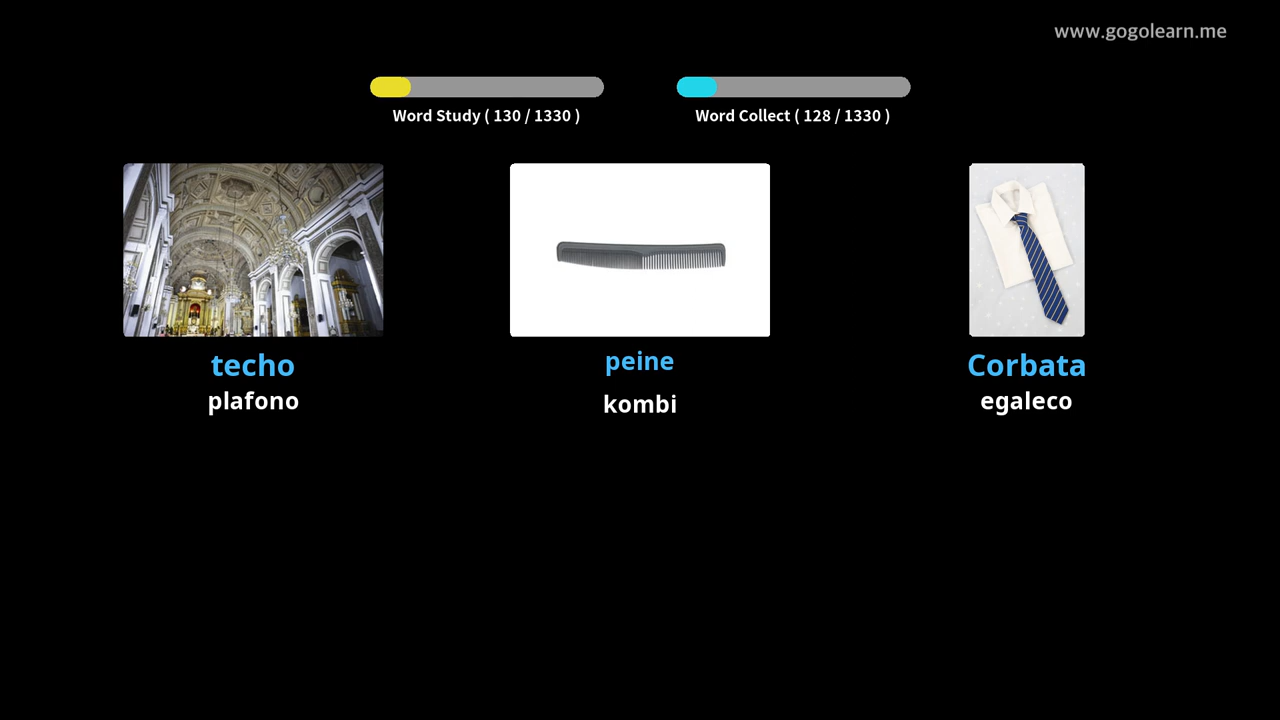 www.gogolearn.me
Word Study ( 130 / 1330 )
Word Collect ( 128 / 1330 )
techo
plafono
peine
kombi
Corbata
egaleco